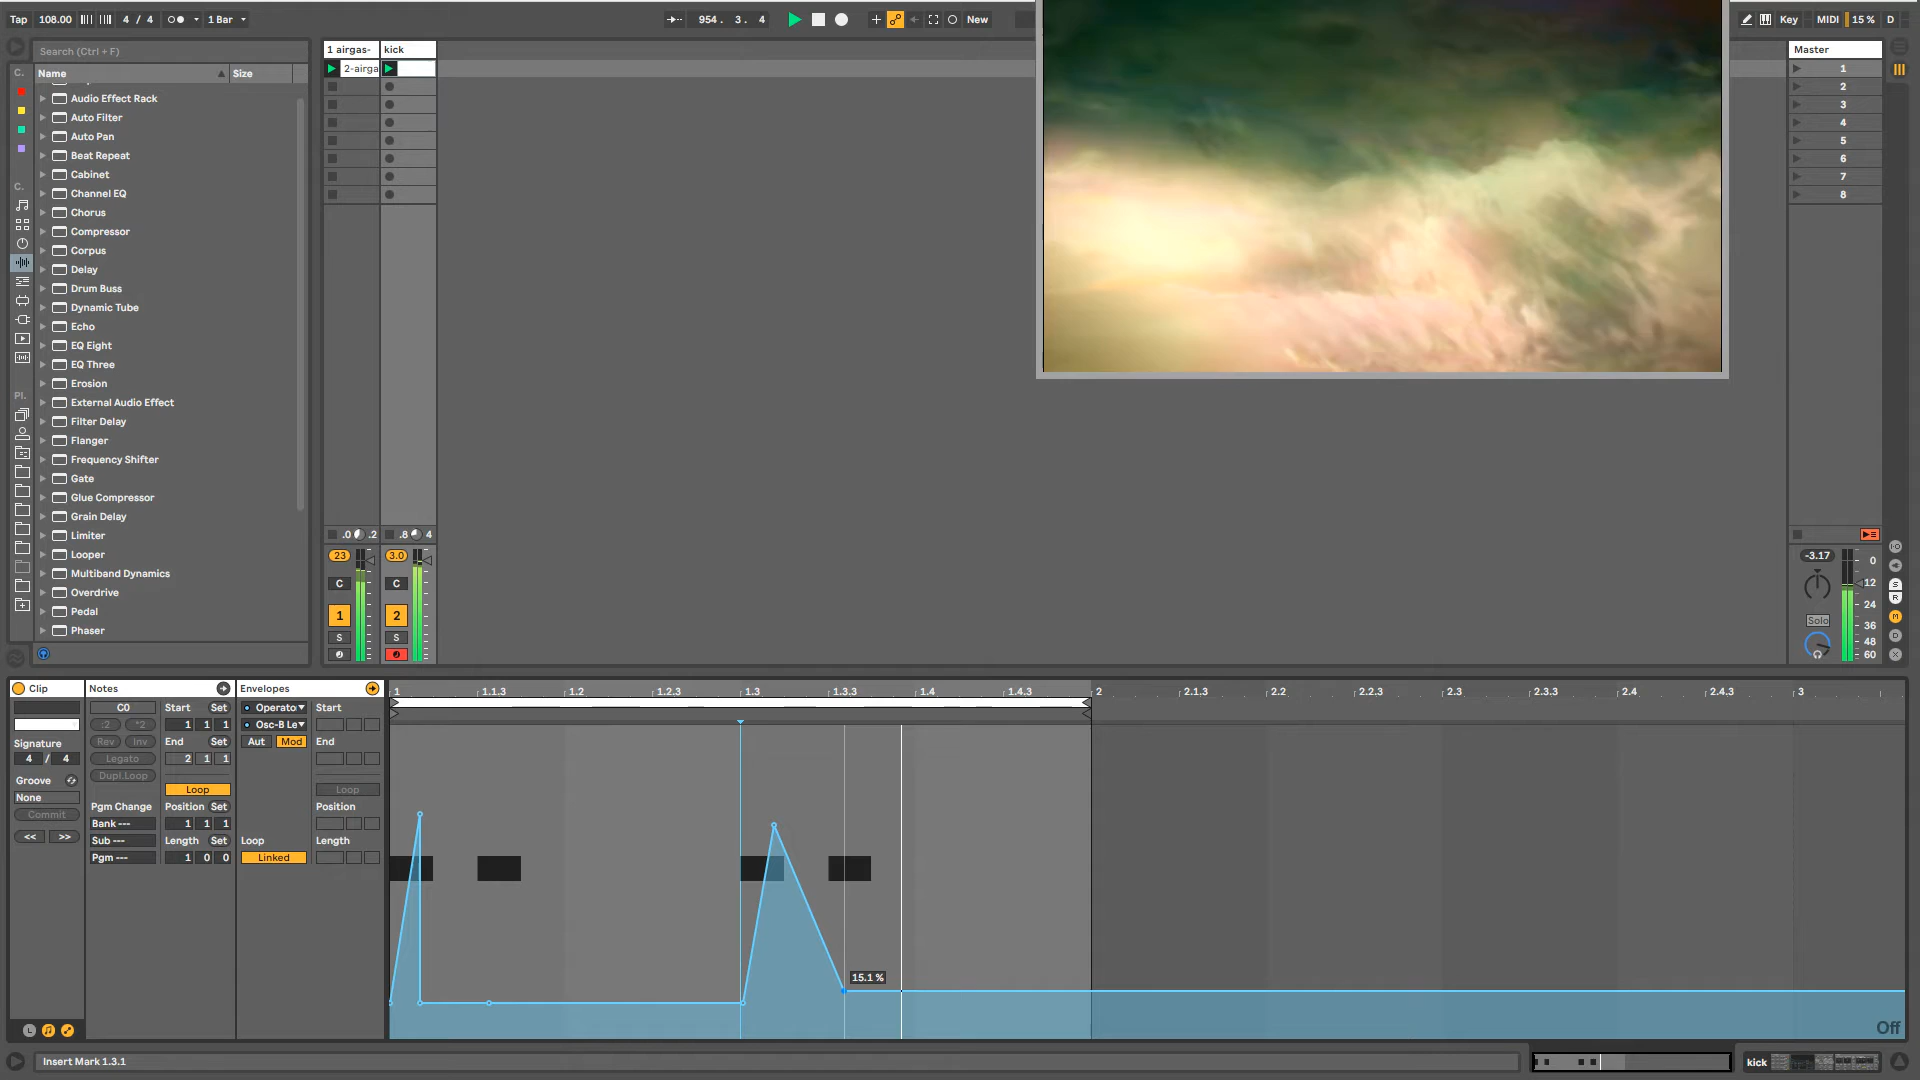 Tap 108.00 4 / 4 1 Bar 954 . 3 . 4 New Key MIDI 15 % D
Search (Ctrl + F)
Name Size
C.
Audio Effect Rack
Auto Filter
Auto Pan
Beat Repeat
Cabinet
C.
Channel EQ
Chorus
Compressor
Corpus
Delay
Drum Buss
Dynamic Tube
Echo
EQ Eight
EQ Three
Erosion
Pl.
External Audio Effect
Filter Delay
Flanger
Frequency Shifter
Gate
Glue Compressor
Grain Delay
Limiter
Looper
Multiband Dynamics
Overdrive
Pedal
Phaser
1 airgas- kick
2-airga
.0 .2 .8 4
23 3.0
C C
1 2
S S
Master
1
2
3
4
5
6
7
8
-3.17 0
12
24
Solo 36
48
60
S
R
M
D
X
Clip
Signature
4 / 4
Groove
None
Commit
<< >>
Notes
C0
:2 *2
Rev Inv
Legato
Dupl.Loop
Pgm Change
Bank ---
Sub ---
Pgm ---
Start Set
1 1 1
End Set
2 1 1
Loop
Position Set
1 1 1
Length Set
1 0 0
Envelopes
Operato
Osc-B Le
Aut Mod
Loop
Linked
Start
End
Loop
Position
Length
1 1.1.3 1.2 1.2.3 1.3 1.3.3 1.4 1.4.3 2 2.1.3 2.2 2.2.3 2.3 2.3.3 2.4 2.4.3 3
15.1 %
Off
L
Insert Mark 1.3.1
kick